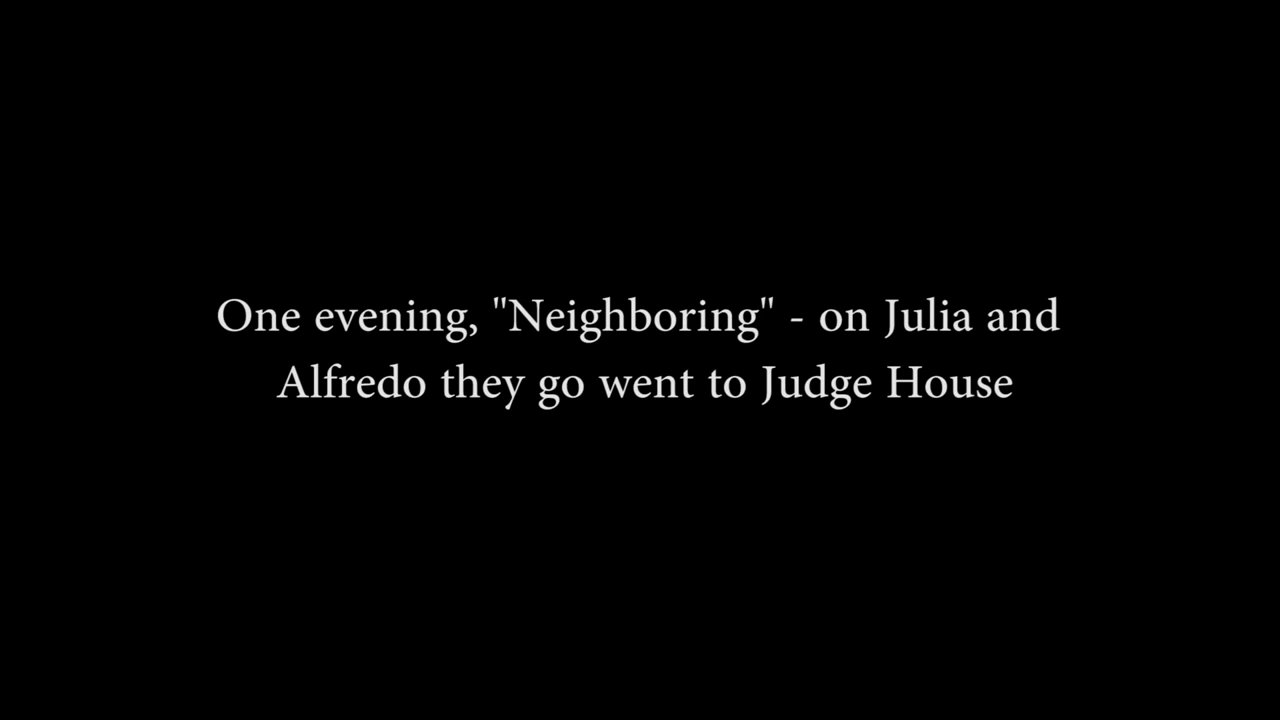 One evening, "Neighboring" - on Julia and
Alfredo they go went to Judge House